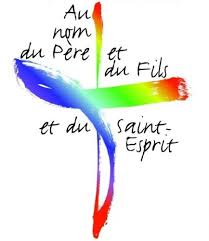 Au
nom
du Père et
du Fils
et du Saint-
Esprit